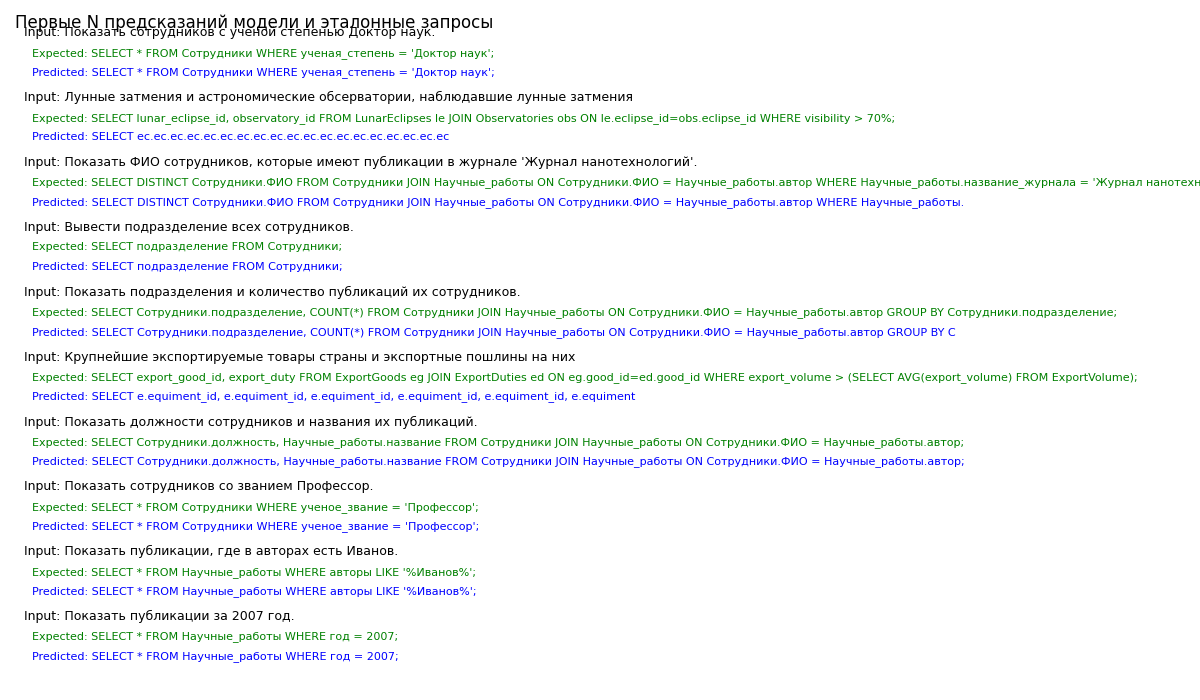 Первые N предсказаний модели и эталонные запросы
Input: Показать сотрудников с ученой степенью Доктор наук.
Expected: SELECT * FROM Сотрудники WHERE ученая_степень = 'Доктор наук';
Predicted: SELECT * FROM Сотрудники WHERE ученая_степень = 'Доктор наук';
Input: Лунные затмения и астрономические обсерватории, наблюдавшие лунные затмения
Expected: SELECT lunar_eclipse_id, observatory_id FROM LunarEclipses le JOIN Observatories obs ON le.eclipse_id=obs.eclipse_id WHERE visibility > 70%;
Predicted: SELECT ec.ec.ec.ec.ec.ec.ec.ec.ec.ec.ec.ec.ec.ec.ec.ec.ec.ec.ec
Input: Показать ФИО сотрудников, которые имеют публикации в журнале 'Журнал нанотехнологий'.
Expected: SELECT DISTINCT Сотрудники.ФИО FROM Сотрудники JOIN Научные_работы ON Сотрудники.ФИО = Научные_работы.автор WHERE Научные_работы.название_журнала = 'Журнал нанотехн
Predicted: SELECT DISTINCT Сотрудники.ФИО FROM Сотрудники JOIN Научные_работы ON Сотрудники.ФИО = Научные_работы.автор WHERE Научные_работы.
Input: Вывести подразделение всех сотрудников.
Expected: SELECT подразделение FROM Сотрудники;
Predicted: SELECT подразделение FROM Сотрудники;
Input: Показать подразделения и количество публикаций их сотрудников.
Expected: SELECT Сотрудники.подразделение, COUNT(*) FROM Сотрудники JOIN Научные_работы ON Сотрудники.ФИО = Научные_работы.автор GROUP BY Сотрудники.подразделение;
Predicted: SELECT Сотрудники.подразделение, COUNT(*) FROM Сотрудники JOIN Научные_работы ON Сотрудники.ФИО = Научные_работы.автор GROUP BY С
Input: Крупнейшие экспортируемые товары страны и экспортные пошлины на них
Expected: SELECT export_good_id, export_duty FROM ExportGoods eg JOIN ExportDuties ed ON eg.good_id=ed.good_id WHERE export_volume > (SELECT AVG(export_volume) FROM ExportVolume);
Predicted: SELECT e.equiment_id, e.equiment_id, e.equiment_id, e.equiment_id, e.equiment_id, e.equiment
Input: Показать должности сотрудников и названия их публикаций.
Expected: SELECT Сотрудники.должность, Научные_работы.название FROM Сотрудники JOIN Научные_работы ON Сотрудники.ФИО = Научные_работы.автор;
Predicted: SELECT Сотрудники.должность, Научные_работы.название FROM Сотрудники JOIN Научные_работы ON Сотрудники.ФИО = Научные_работы.автор;
Input: Показать сотрудников со званием Профессор.
Expected: SELECT * FROM Сотрудники WHERE ученое_звание = 'Профессор';
Predicted: SELECT * FROM Сотрудники WHERE ученое_звание = 'Профессор';
Input: Показать публикации, где в авторах есть Иванов.
Expected: SELECT * FROM Научные_работы WHERE авторы LIKE '%Иванов%';
Predicted: SELECT * FROM Научные_работы WHERE авторы LIKE '%Иванов%';
Input: Показать публикации за 2007 год.
Expected: SELECT * FROM Научные_работы WHERE год = 2007;
Predicted: SELECT * FROM Научные_работы WHERE год = 2007;